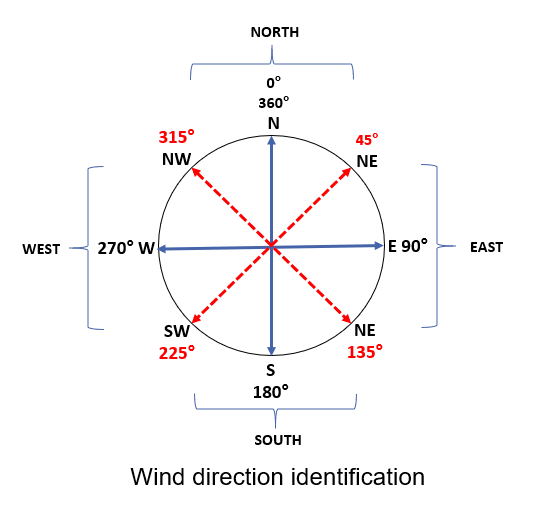 NORTH
0°
360°
N
315°
NW
45°
NE
WEST
270° W
E 90°
EAST
SW
225°
NE
135°
S
180°
SOUTH
Wind direction identification